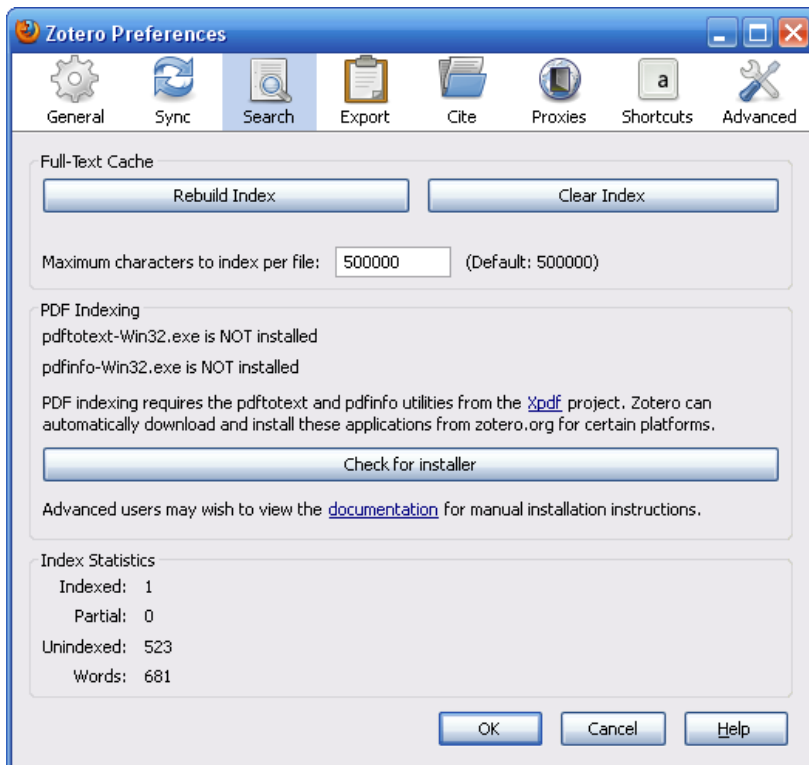 Zotero Preferences
General Sync Search Export Cite Proxies a Shortcuts Advanced
Full-Text Cache
Rebuild Index Clear Index
Maximum characters to index per file: 500000 (Default: 500000)
PDF Indexing
pdftotext-Win32.exe is NOT installed
pdfinfo-Win32.exe is NOT installed
PDF indexing requires the pdftotext and pdfinfo utilities from the Xpdf project. Zotero can
automatically download and install these applications from zotero.org for certain platforms.
Check for installer
Advanced users may wish to view the documentation for manual installation instructions.
Index Statistics
Indexed: 1
Partial: 0
Unindexed: 523
Words: 681
OK Cancel Help